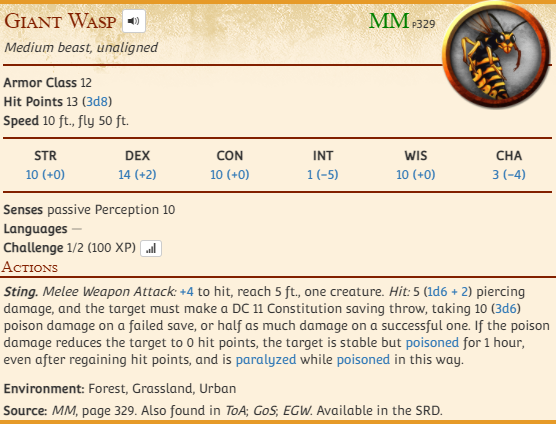 Giant Wasp MM p329
Medium beast, unaligned
Armor Class 12
Hit Points 13 (3d8)
Speed 10 ft., fly 50 ft.
STR DEX CON INT WIS CHA
10 (+0) 14 (+2) 10 (+0) 1 (−5) 10 (+0) 3 (−4)
Senses passive Perception 10
Languages —
Challenge 1/2 (100 XP)
Actions
Sting. Melee Weapon Attack: +4 to hit, reach 5 ft., one creature. Hit: 5 (1d6 + 2) piercing
damage, and the target must make a DC 11 Constitution saving throw, taking 10 (3d6)
poison damage on a failed save, or half as much damage on a successful one. If the poison
damage reduces the target to 0 hit points, the target is stable but poisoned for 1 hour,
even after regaining hit points, and is paralyzed while poisoned in this way.
Environment: Forest, Grassland, Urban
Source: MM, page 329. Also found in ToA; GoS; EGW. Available in the SRD.